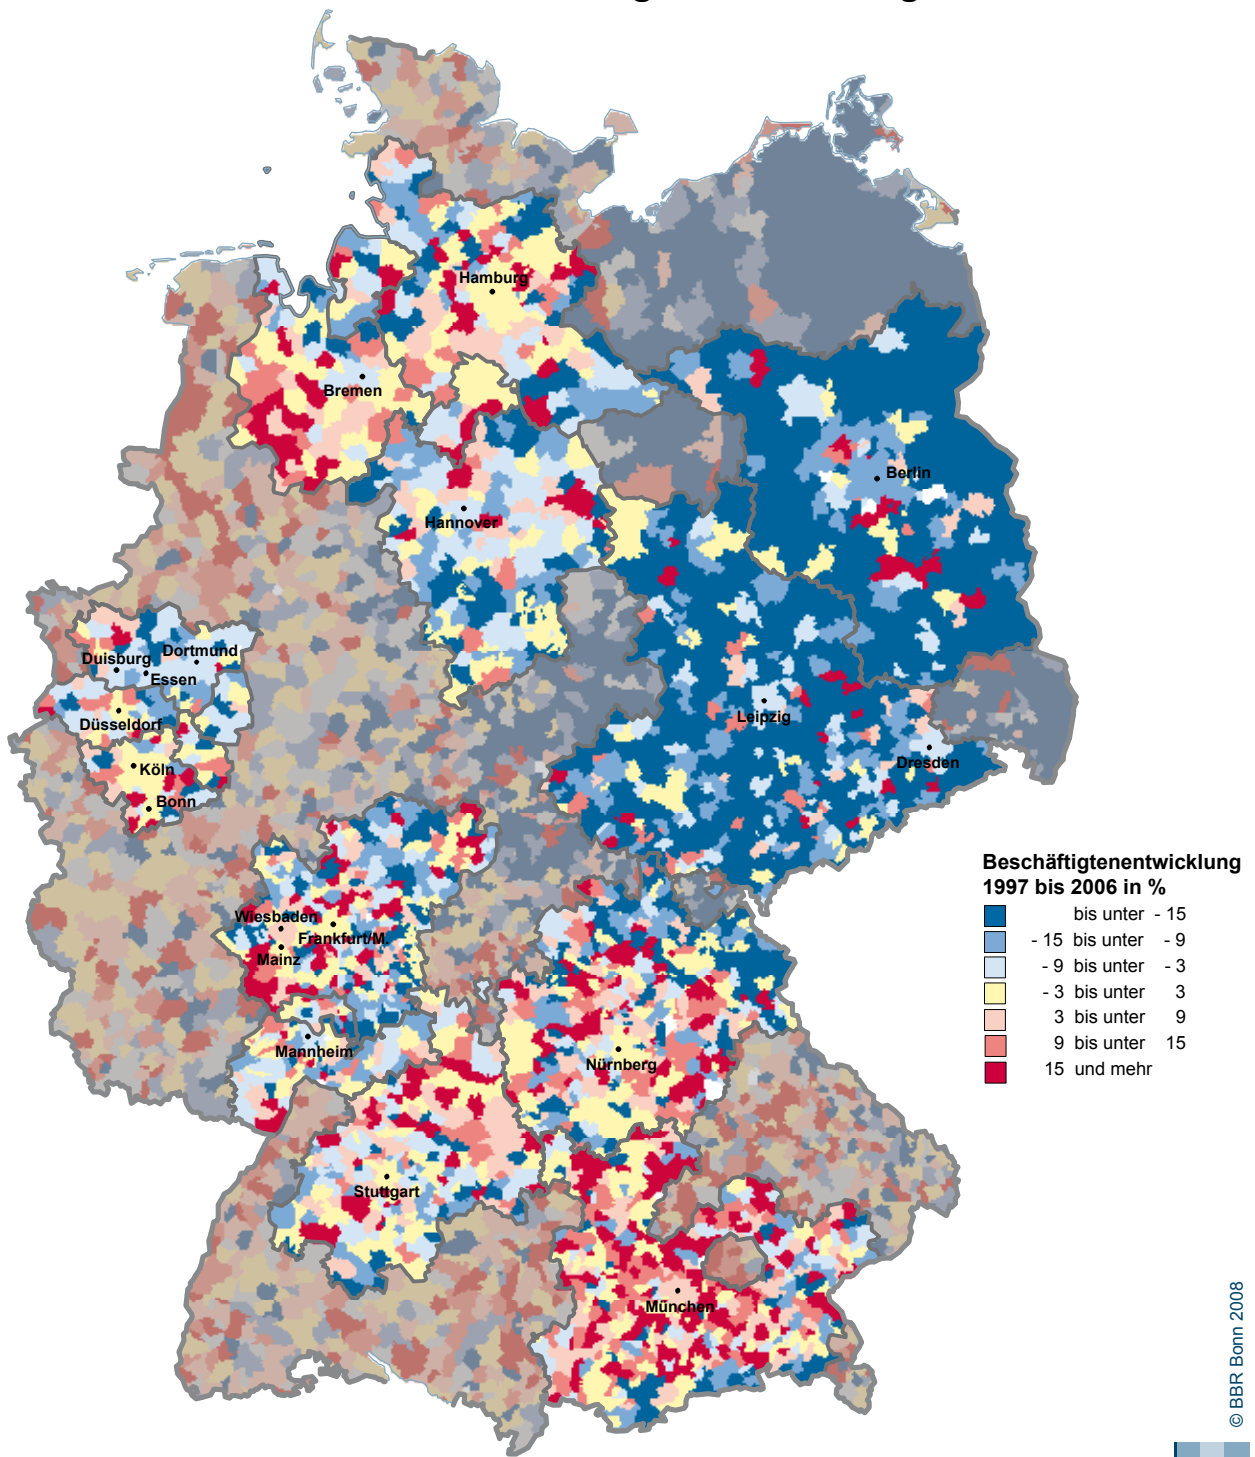 Hamburg
Bremen
Berlin
Hannover
Duisburg
Dortmund
Essen
Düsseldorf
Leipzig
Dresden
Köln
Bonn
Wiesbaden
Frankfurt/M.
Mainz
Mannheim
Nürnberg
Stuttgart
München
Beschäftigtenentwicklung
1997 bis 2006 in %
bis unter - 15
- 15 bis unter - 9
- 9 bis unter - 3
- 3 bis unter 3
3 bis unter 9
9 bis unter 15
15 und mehr
© BBR Bonn 2008